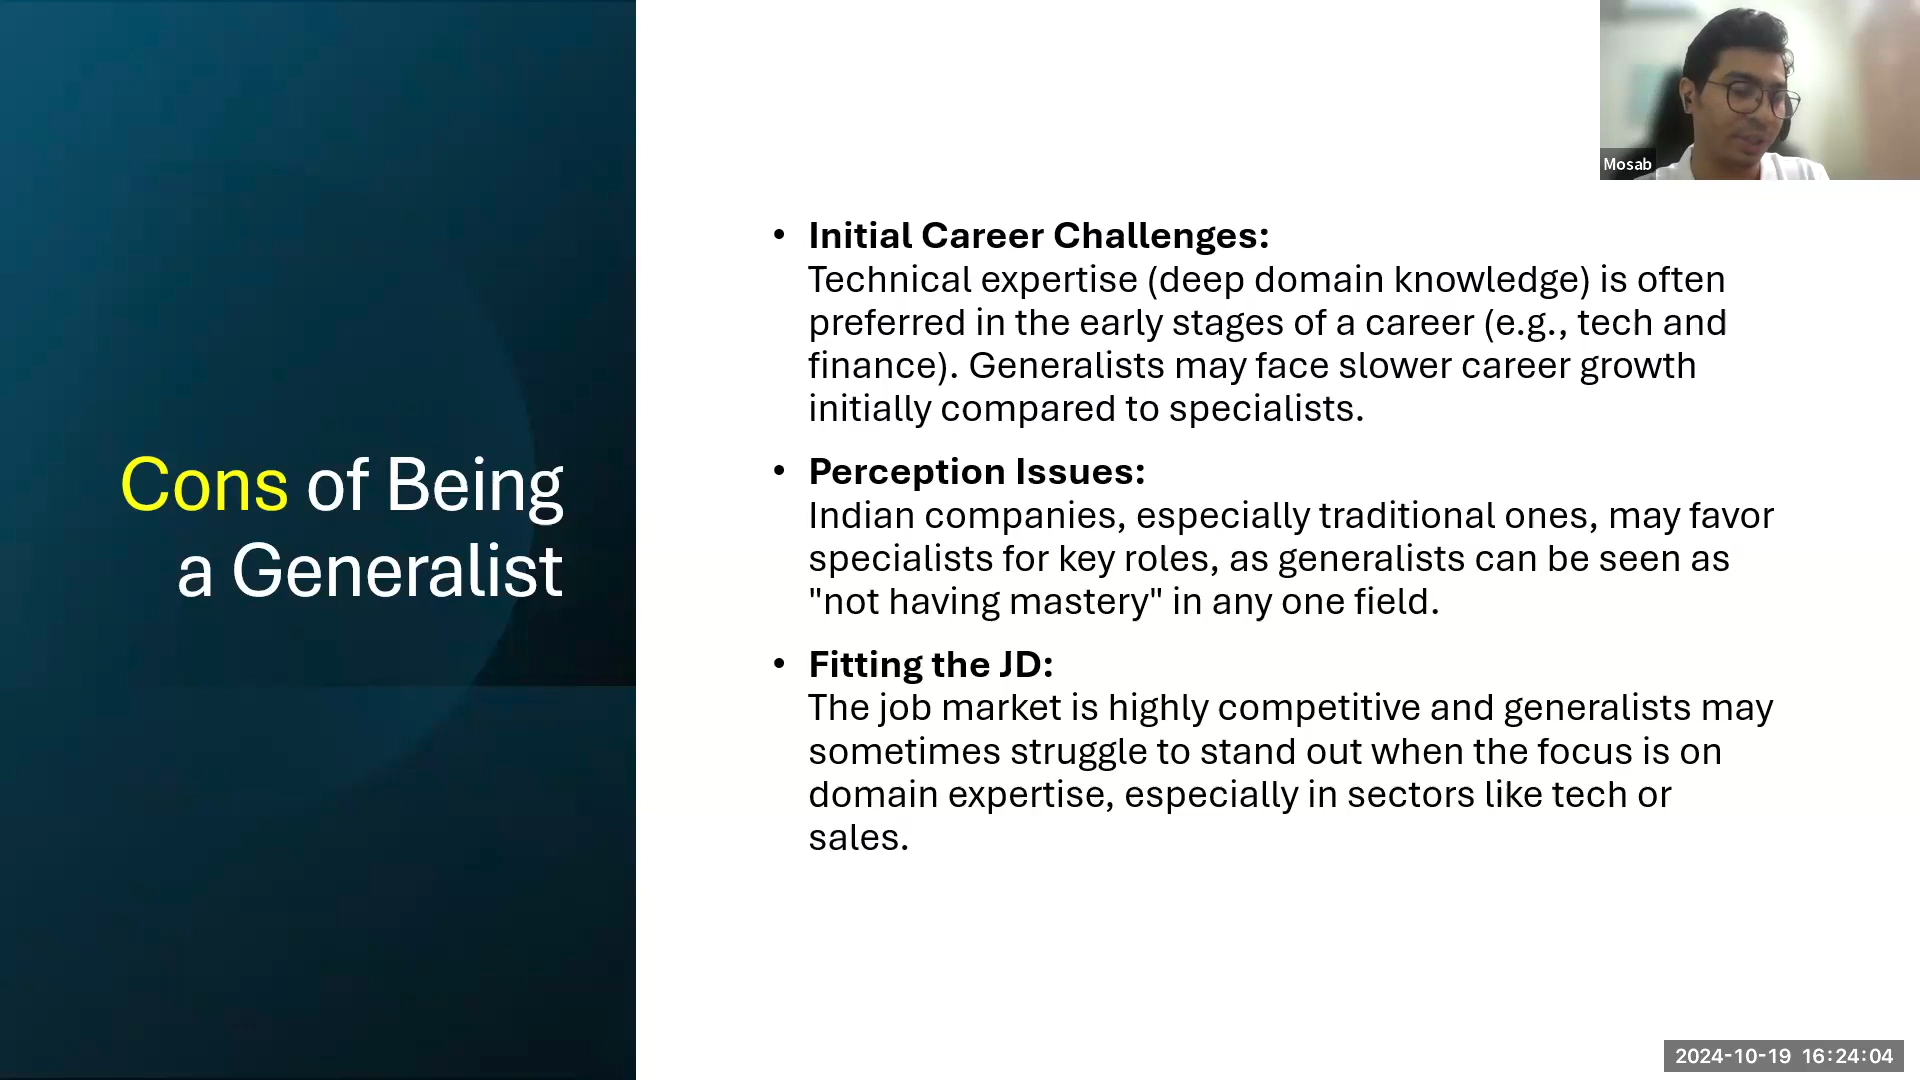 Mosab
Cons of Being
a Generalist
• Initial Career Challenges:
Technical expertise (deep domain knowledge) is often
preferred in the early stages of a career (e.g., tech and
finance). Generalists may face slower career growth
initially compared to specialists.
• Perception Issues:
Indian companies, especially traditional ones, may favor
specialists for key roles, as generalists can be seen as
"not having mastery" in any one field.
• Fitting the JD:
The job market is highly competitive and generalists may
sometimes struggle to stand out when the focus is on
domain expertise, especially in sectors like tech or
sales.
2024-10-19 16:24:04